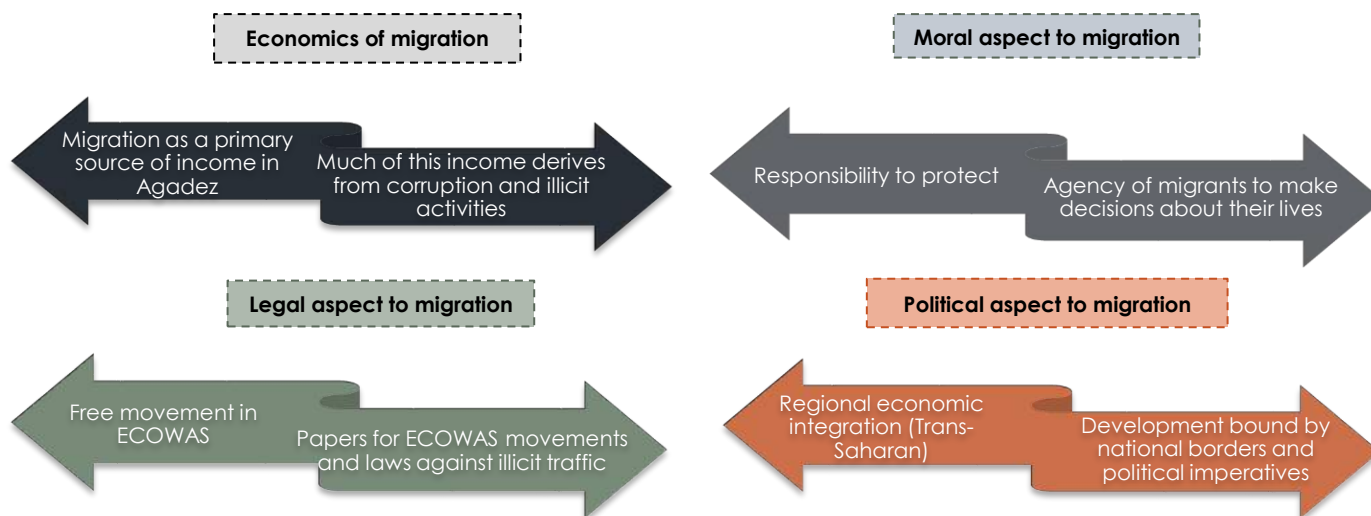 Economics of migration
Migration as a primary
source of income in
Agadez
Much of this income derives
from corruption and illicit
activities
Moral aspect to migration
Responsibility to protect
Agency of migrants to make
decisions about their lives
Legal aspect to migration
Free movement in
ECOWAS
Papers for ECOWAS movements
and laws against illicit traffic
Political aspect to migration
Regional economic
integration (Trans-
Saharan)
Development bound by
national borders and
political imperatives